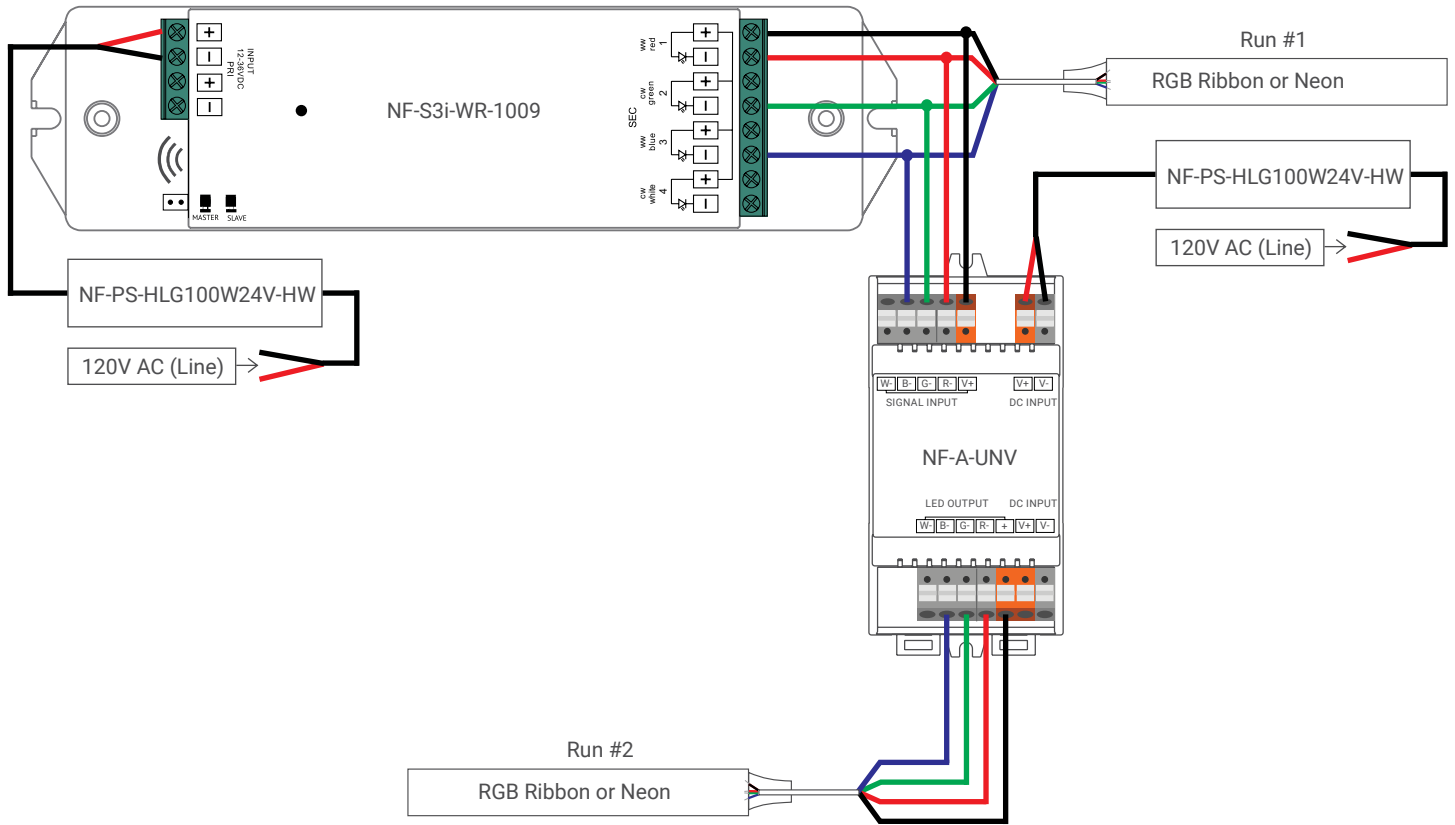 +
−
+
−
INPUT
12-36VDC
PRI
MASTER
SLAVE
NF-S3i-WR-1009
SEC
ww
red
1
+
−
cw
green
2
+
−
ww
blue
3
+
−
cw
white
4
+
−
Run #1
RGB Ribbon or Neon
NF-PS-HLG100W24V-HW
120V AC (Line)
NF-PS-HLG100W24V-HW
120V AC (Line)
W- B- G- R- V+ V+ V-
SIGNAL INPUT DC INPUT
NF-A-UNV
LED OUTPUT DC INPUT
W- B- G- R- + V+ V-
Run #2
RGB Ribbon or Neon